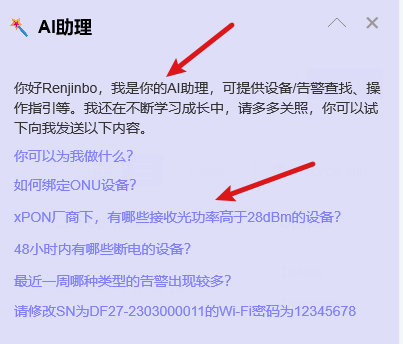 AI助理
你好Renjinbo，我是你的AI助理，可提供设备/告警查找、操
作指引等。我还在不断学习成长中，请多多关照，你可以试
下向我发送以下内容。
你可以为我做什么？
如何绑定ONU设备？
xPON厂商下，有哪些接收光功率高于28dBm的设备？
48小时内有哪些断电的设备？
最近一周哪种类型的告警出现较多？
请修改SN为DF27-2303000011的Wi-Fi密码为12345678